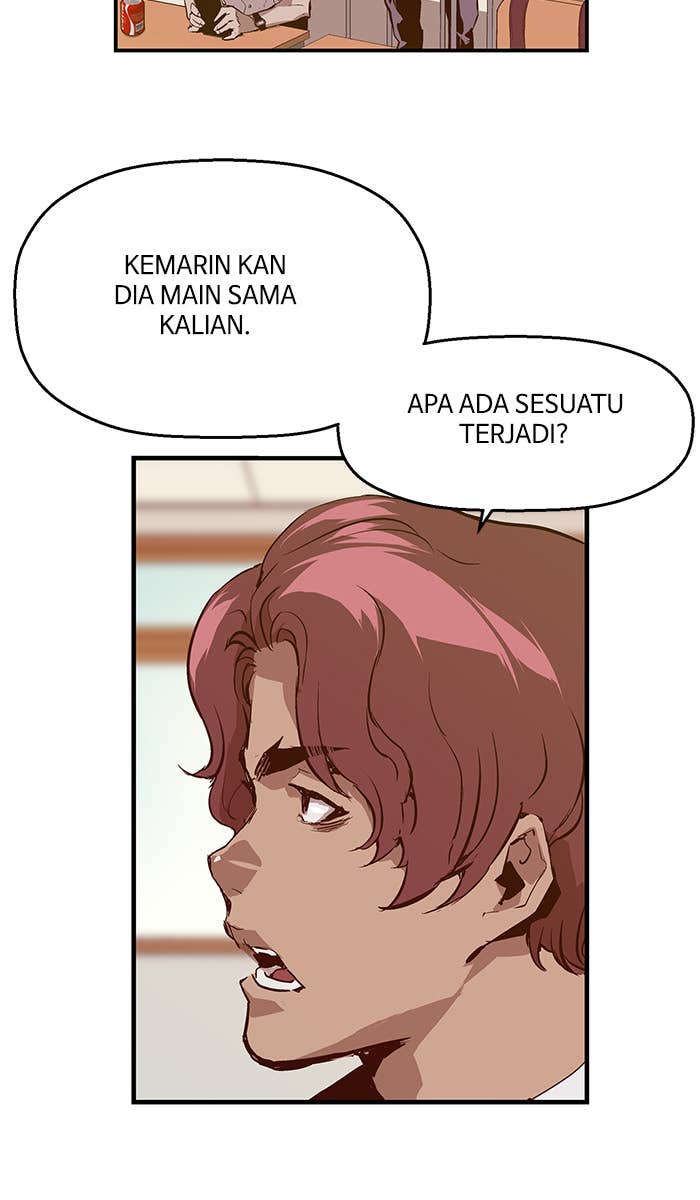 KEMARIN KAN
DIA MAIN SAMA
KALIAN.
APA ADA SESUATU
TERJADI?